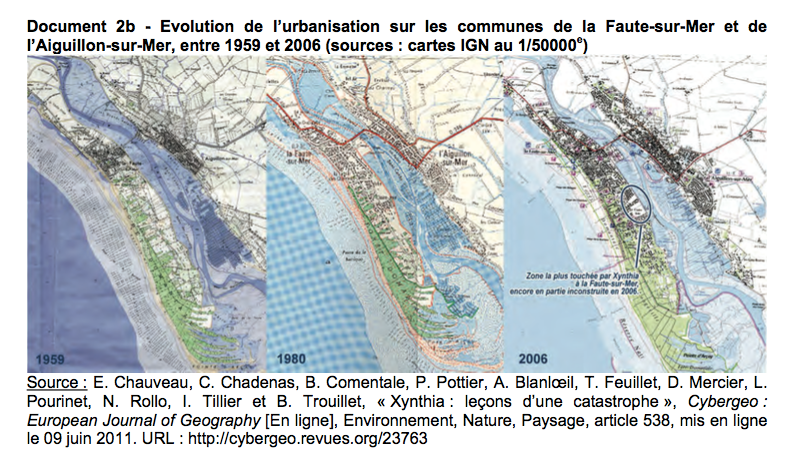 Document 2b - Evolution de l'urbanisation sur les communes de la Faute-sur-Mer et de
l'Aiguillon-sur-Mer, entre 1959 et 2006 (sources : cartes IGN au 1/50000e)
la Faute
sur-Mer
l'Aiguillon
sur-Mer
Zone la plus touchée par Xynthia
à la Faute-sur-Mer,
encore en partie inconstruite en 2006.
1959
1980
2006
Source : E. Chauveau, C. Chadenas, B. Comentale, P. Pottier, A. Blanlœil, T. Feuillet, D. Mercier, L.
Pourinet, N. Rollo, I. Tillier et B. Trouillet, « Xynthia : leçons d'une catastrophe », Cybergeo :
European Journal of Geography [En ligne], Environnement, Nature, Paysage, article 538, mis en ligne
le 09 juin 2011. URL : http://cybergeo.revues.org/23763